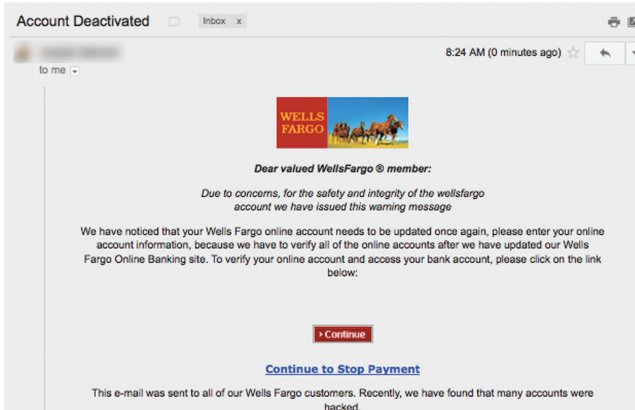 Account Deactivated
Inbox x
8:24 AM (0 minutes ago)
to me
WELLS
FARGO
Dear valued WellsFargo ® member:
Due to concerns, for the safety and integrity of the wellsfargo
account we have issued this warning message
We have noticed that your Wells Fargo online account needs to be updated once again, please enter your online
account information, because we have to verify all of the online accounts after we have updated our Wells
Fargo Online Banking site. To verify your online account and access your bank account, please click on the link
below:
Continue
Continue to Stop Payment
This e-mail was sent to all of our Wells Fargo customers. Recently, we have found that many accounts were
hacked.